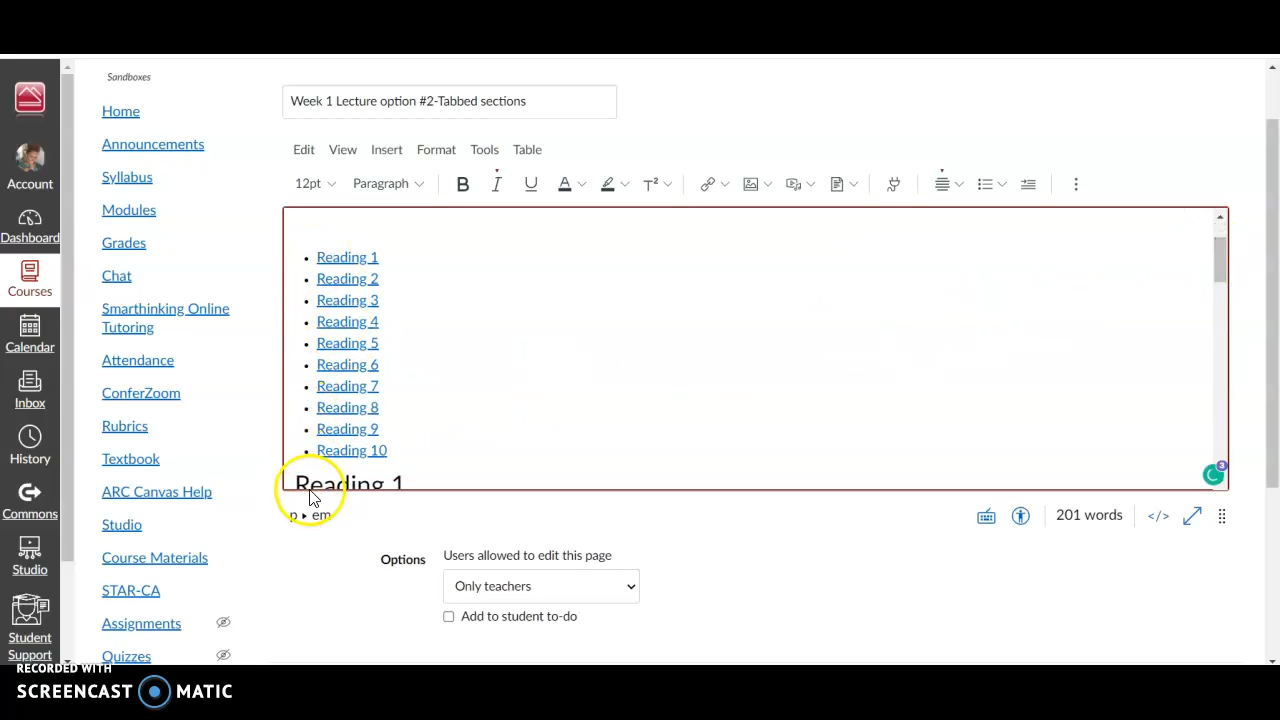 Sandboxes
Home
Announcements
Syllabus
Modules
Grades
Chat
Smarthinking Online
Tutoring
Attendance
ConferZoom
Rubrics
Textbook
ARC Canvas Help
Studio
Course Materials
STAR-CA
Assignments
Quizzes
Account
Dashboard
Courses
Calendar
Inbox
History
Commons
Studio
Student
Support
Week 1 Lecture option #2-Tabbed sections
Edit View Insert Format Tools Table
12pt Paragraph B I U A T²
Reading 1
Reading 2
Reading 3
Reading 4
Reading 5
Reading 6
Reading 7
Reading 8
Reading 9
Reading 10
Reading 1
3
p ▸ em
201 words </>
Options
Users allowed to edit this page
Only teachers
Add to student to-do
RECORDED WITH
SCREENCAST MATIC